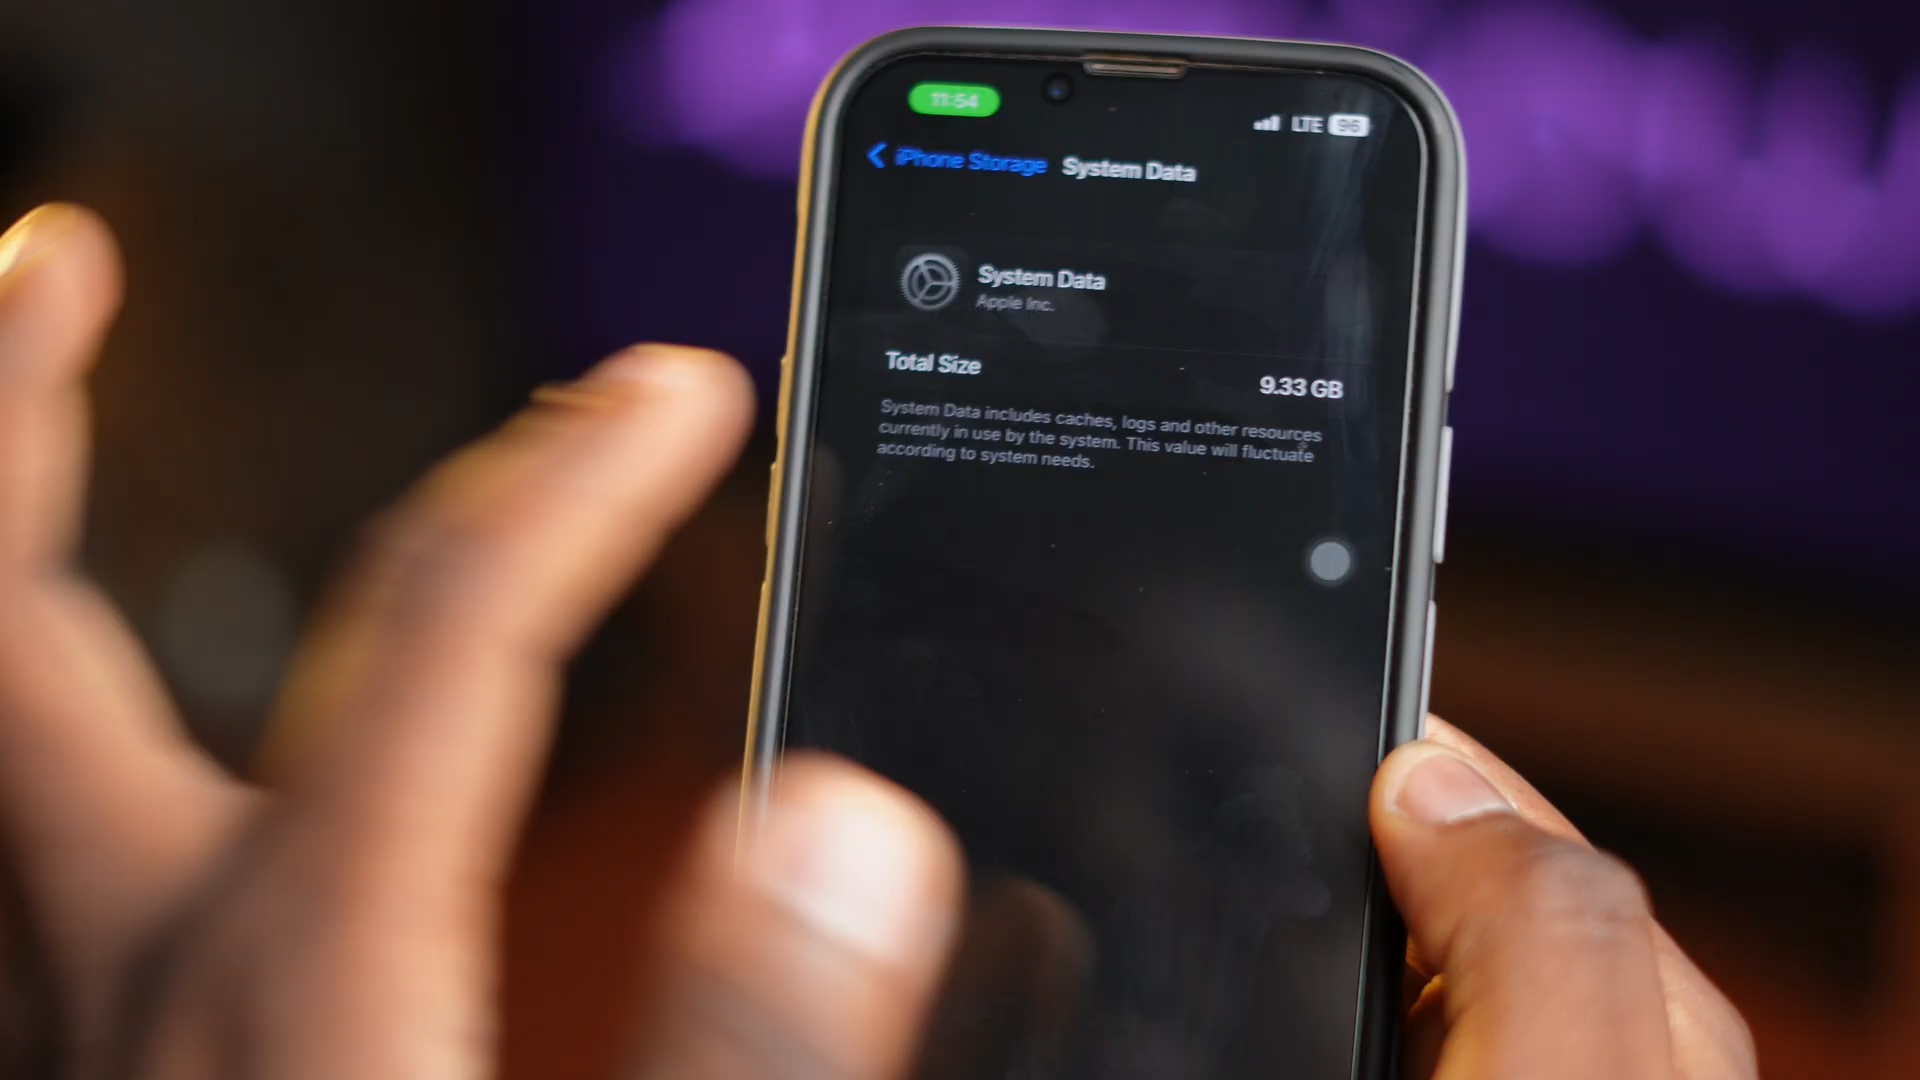 11:54
LTE 96
iPhone Storage System Data
System Data
Apple Inc.
Total Size
9.33 GB
System Data includes caches, logs and other resources
currently in use by the system. This value will fluctuate
according to system needs.